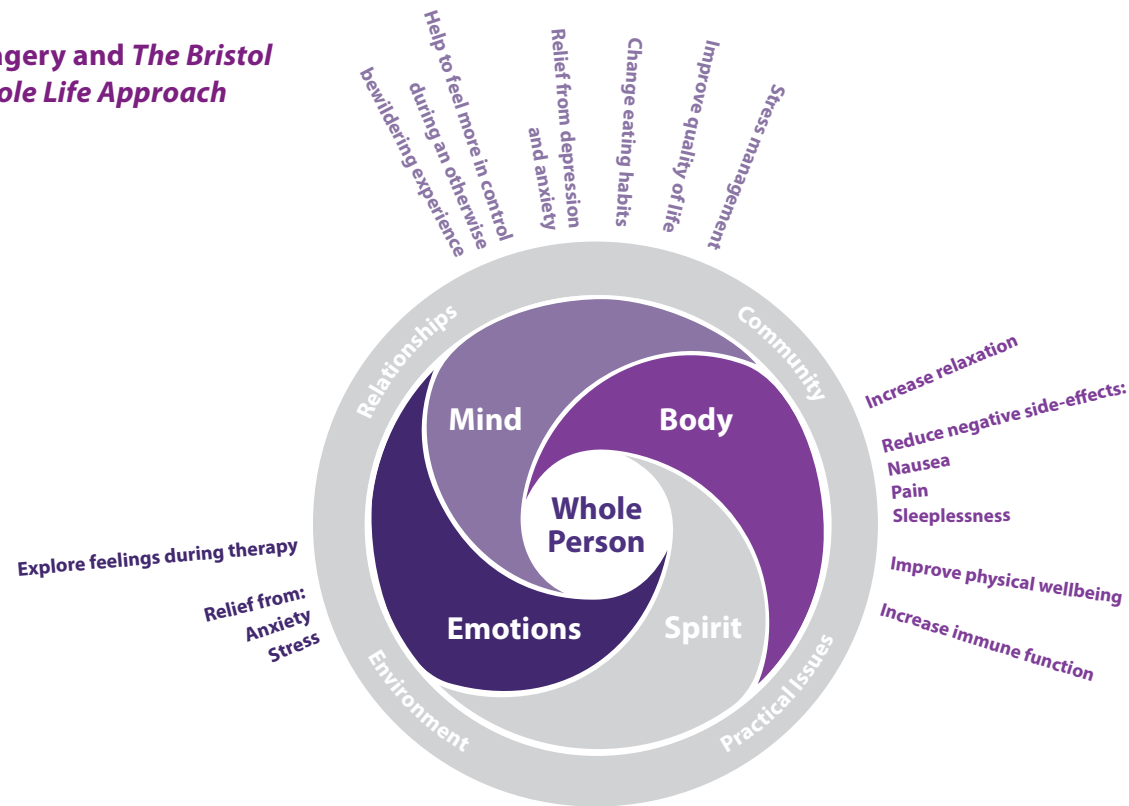 agery and The Bristol
ole Life Approach
bewildering experience
during an otherwise
Help to feel more in control
and anxiety
Relief from depression
Change eating habits
Improve quality of life
Stress management
Relationships
Community
Mind
Body
Whole
Person
Emotions
Spirit
Environment
Practical Issues
Increase relaxation
Reduce negative side-effects:
Nausea
Pain
Sleeplessness
Improve physical wellbeing
Increase immune function
Explore feelings during therapy
Relief from:
Anxiety
Stress